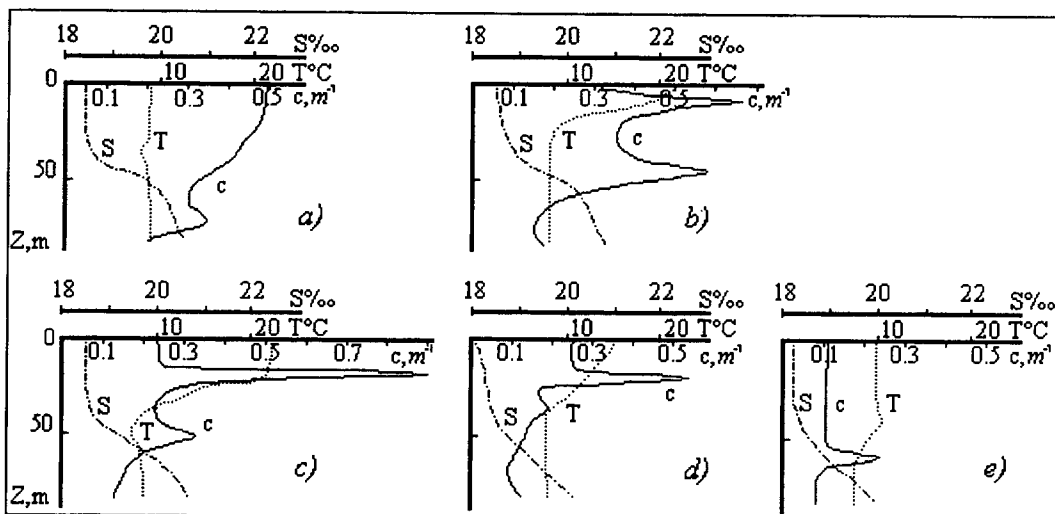 18 20 22 S‰
10 20 T°C
0 0.1 0.3 0.5 c,m⁻¹
S T c
50
Z,m a)
18 20 22 S‰
10 20 T°C
0.1 0.3 0.5 c,m⁻¹
S T c
b)
18 20 22 S‰
10 20 T°C
0 0.1 0.3 0.5 0.7 c,m⁻¹
S T c
50
Z,m c)
18 20 22 S‰
10 20 T°C
0.1 0.3 0.5 c,m⁻¹
S T c
d)
18 20 22 S‰
10 20 T°C
0.1 0.3 0.5 c,m⁻¹
S c T
e)